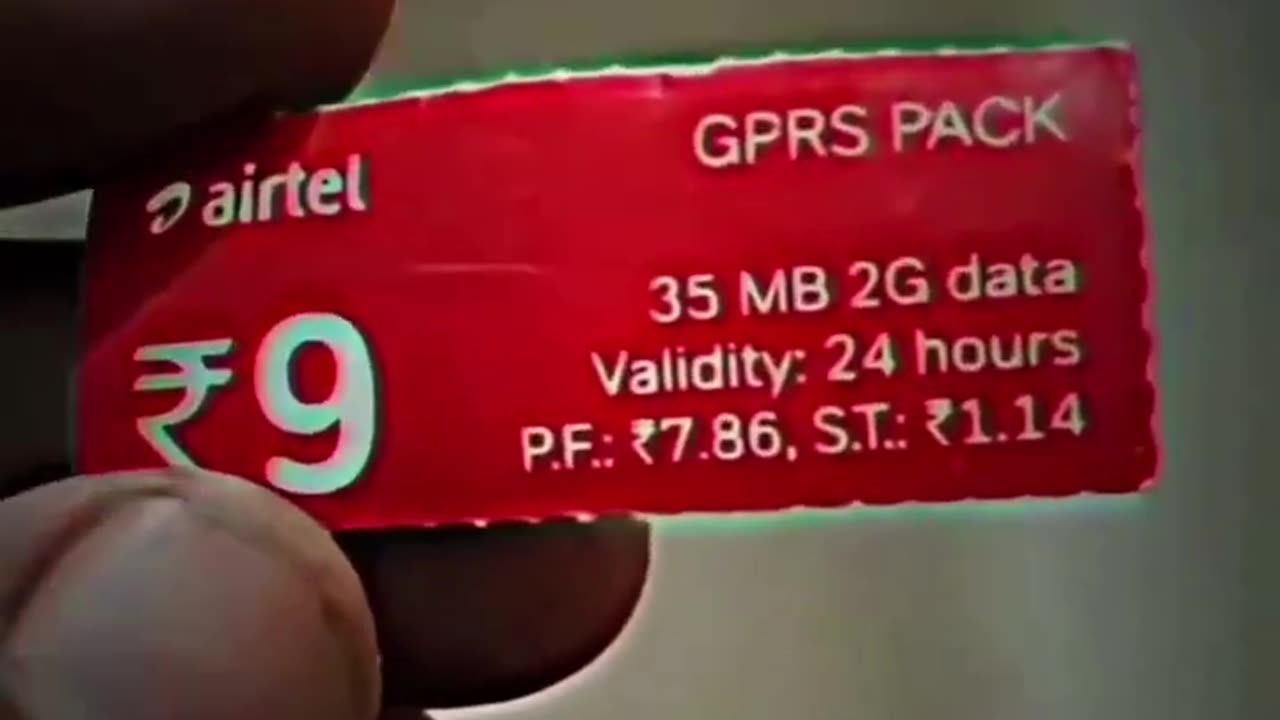 GPRS PACK
airtel
₹9
35 MB 2G data
Validity: 24 hours
P.F.: ₹7.86, S.T.: ₹1.14